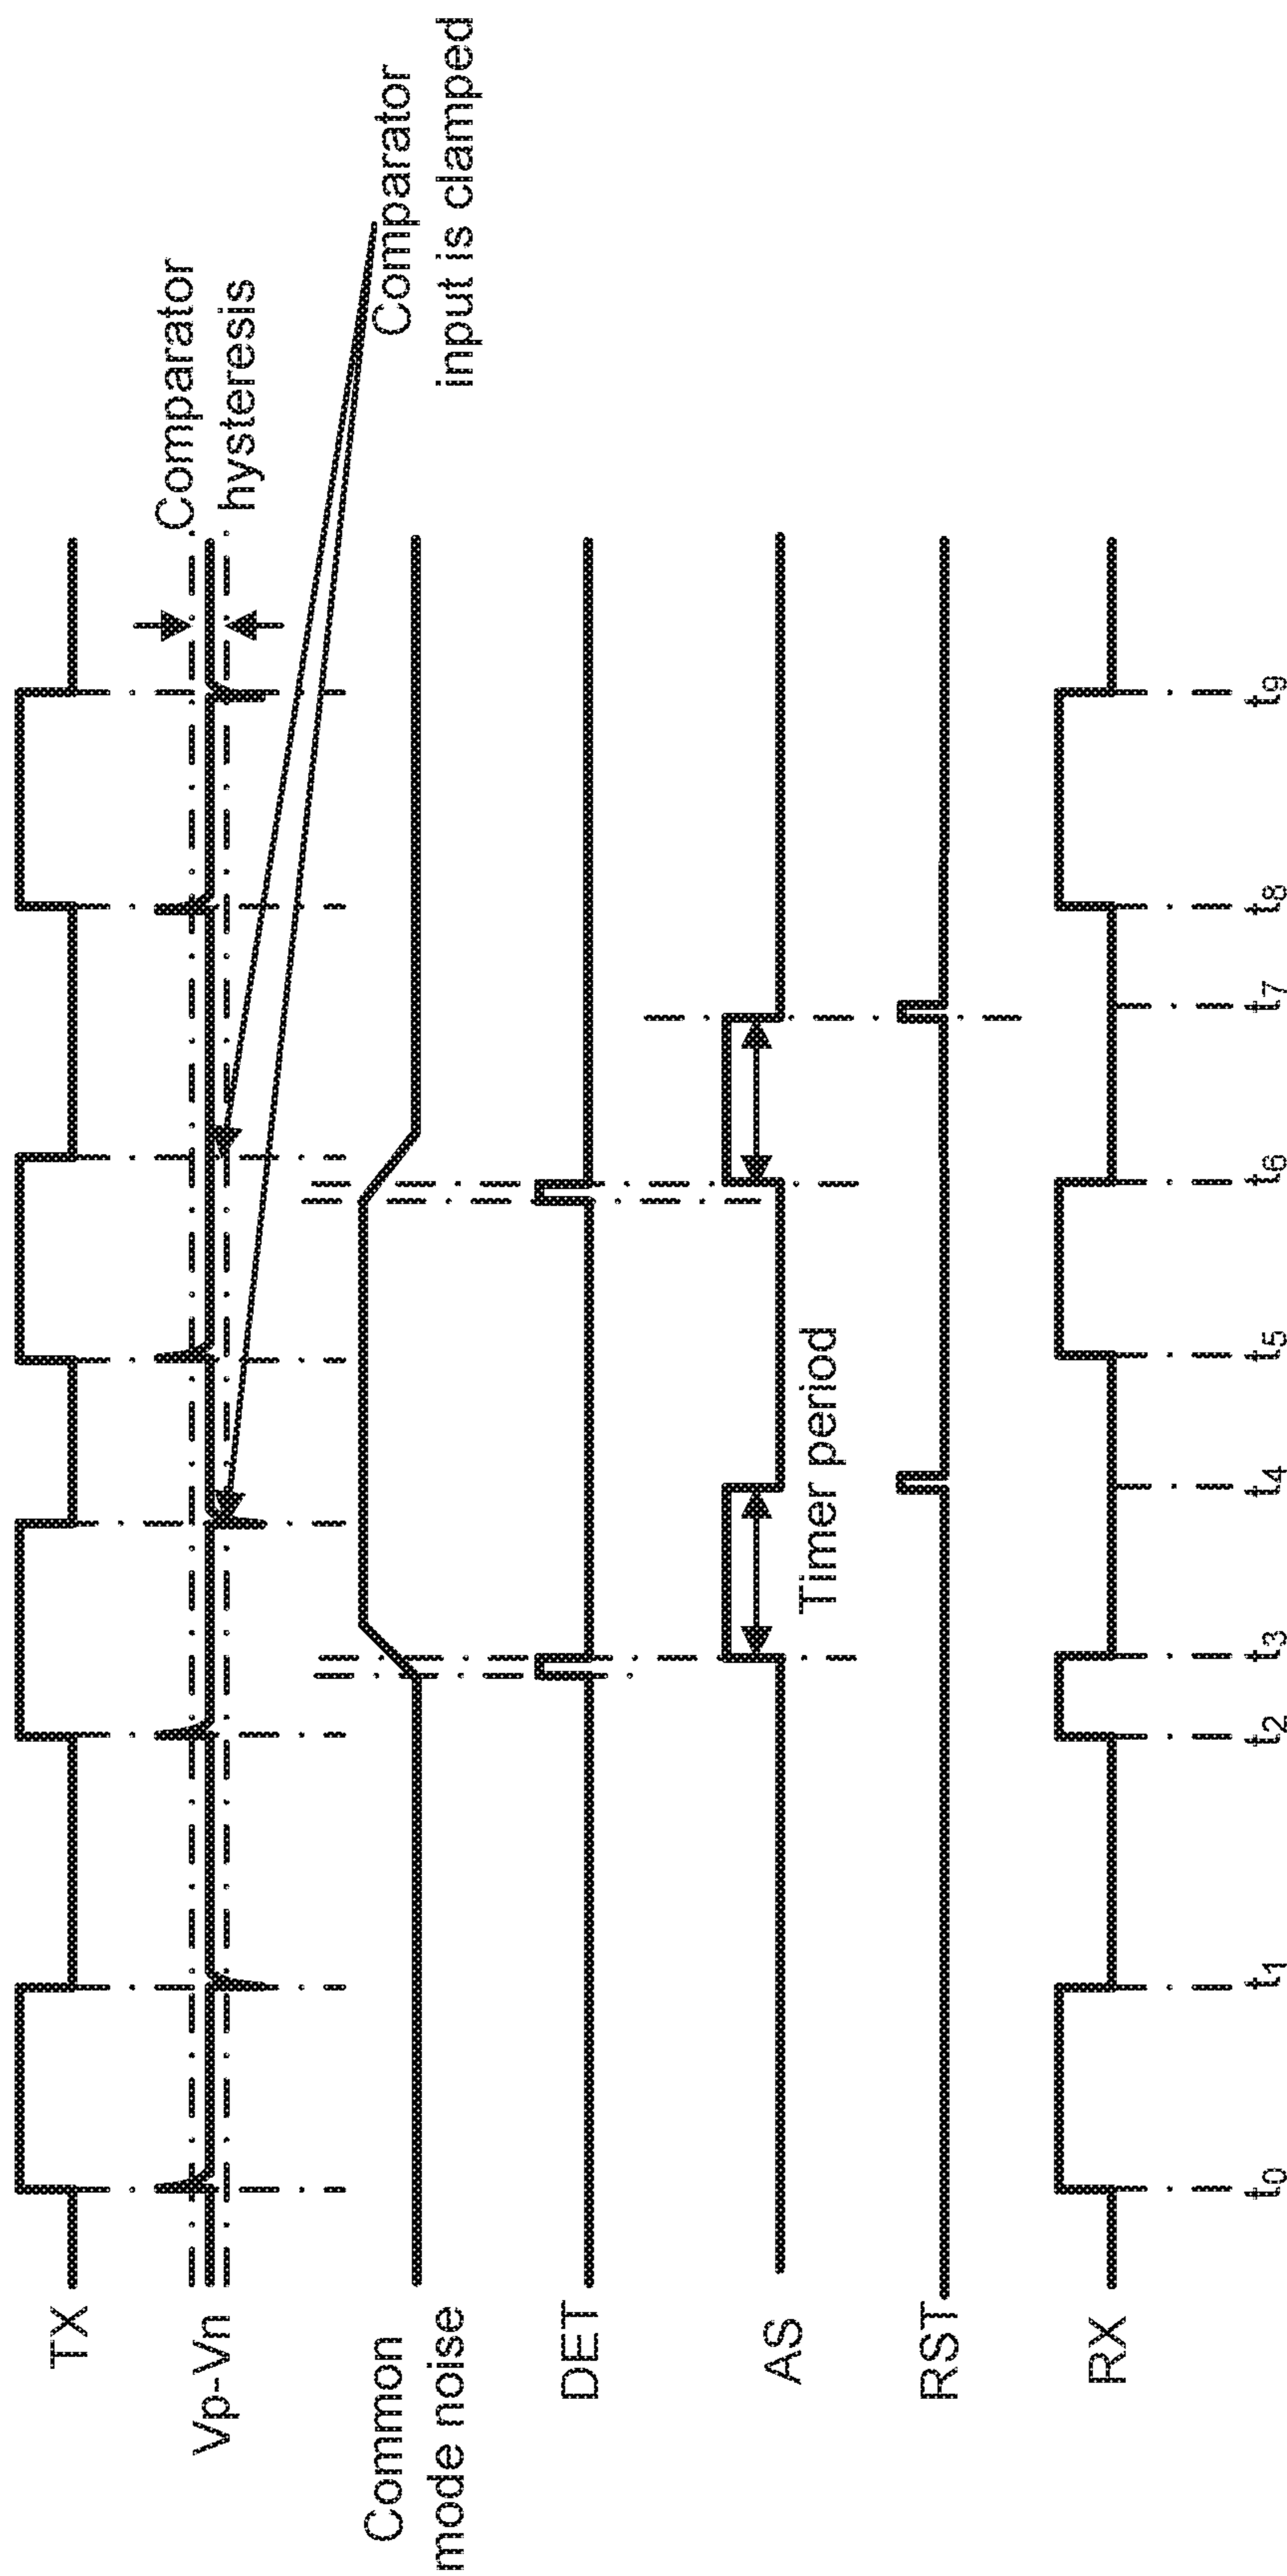 TX
Comparator
hysteresis
Vp-Vn
Comparator
input is clamped
Common
mode noise
DET
AS
Timer period
RST
RX
t0 t1 t2 t3 t4 t5 t6 t7 t8 t9